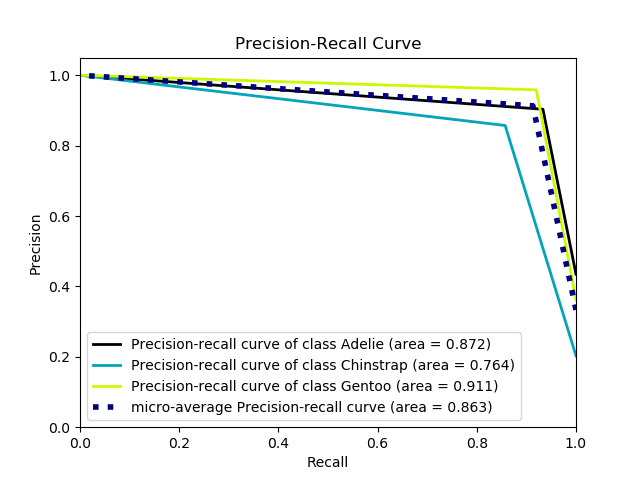 Precision-Recall Curve
1.0
0.8
0.6
0.4
0.2
0.0
Precision
Precision-recall curve of class Adelie (area = 0.872)
Precision-recall curve of class Chinstrap (area = 0.764)
Precision-recall curve of class Gentoo (area = 0.911)
micro-average Precision-recall curve (area = 0.863)
0.0 0.2 0.4 0.6 0.8 1.0
Recall